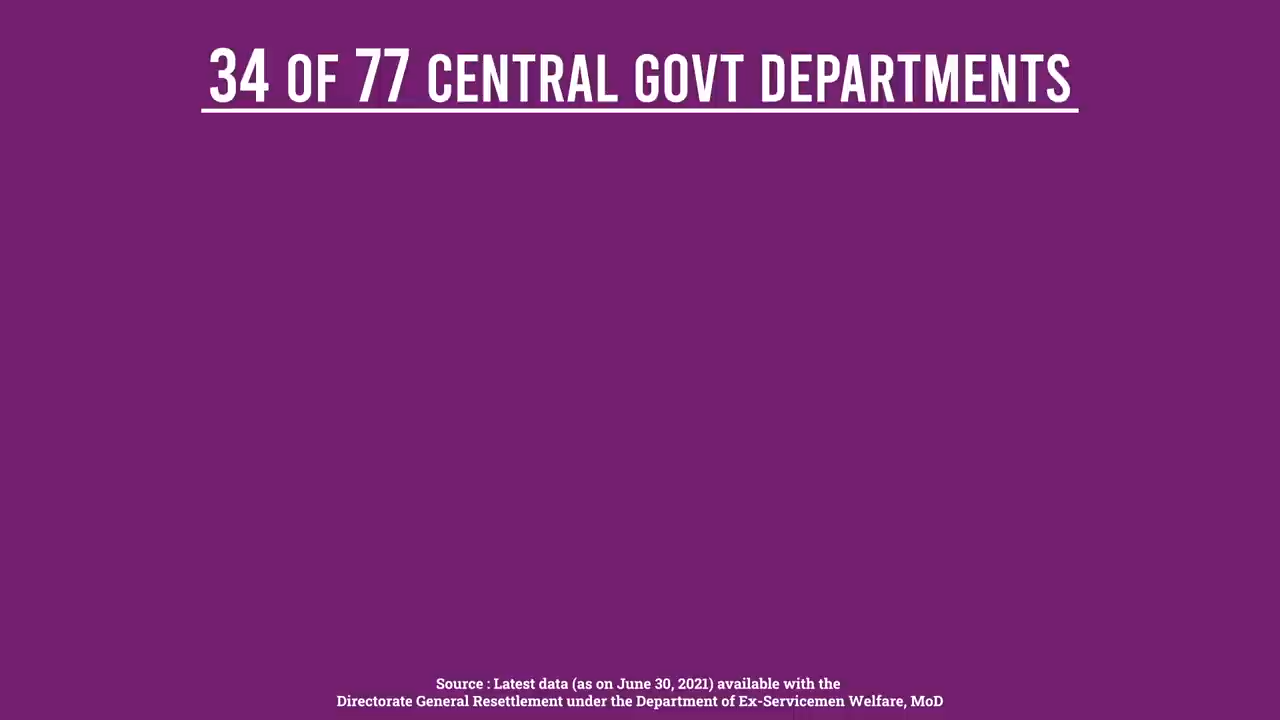 34 OF 77 CENTRAL GOVT DEPARTMENTS
Source : Latest data (as on June 30, 2021) available with the
Directorate General Resettlement under the Department of Ex-Servicemen Welfare, MoD